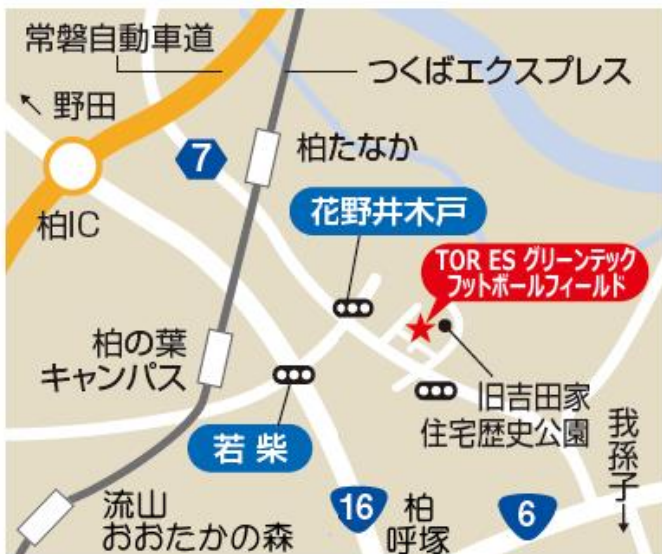 常磐自動車道
つくばエクスプレス
↖ 野田
7
柏たなか
柏IC
花野井木戸
TOR ES グリーンテック
フットボールフィールド
柏の葉
キャンパス
旧吉田家
住宅歴史公園
若柴
我孫子→
流山
おおたかの森
16
柏
呼塚
6